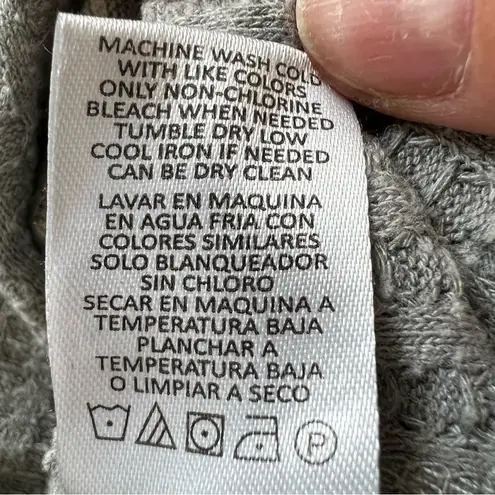 MACHINE WASH COLD
WITH LIKE COLORS
ONLY NON-CHLORINE
BLEACH WHEN NEEDED
TUMBLE DRY LOW
COOL IRON IF NEEDED
CAN BE DRY CLEAN
LAVAR EN MAQUINA
EN AGUA FRIA CON
COLORES SIMILARES
SOLO BLANQUEADOR
SIN CHLORO
SECAR EN MAQUINA A
TEMPERATURA BAJA
PLANCHAR A
TEMPERATURA BAJA
O LIMPIAR A SECO
P